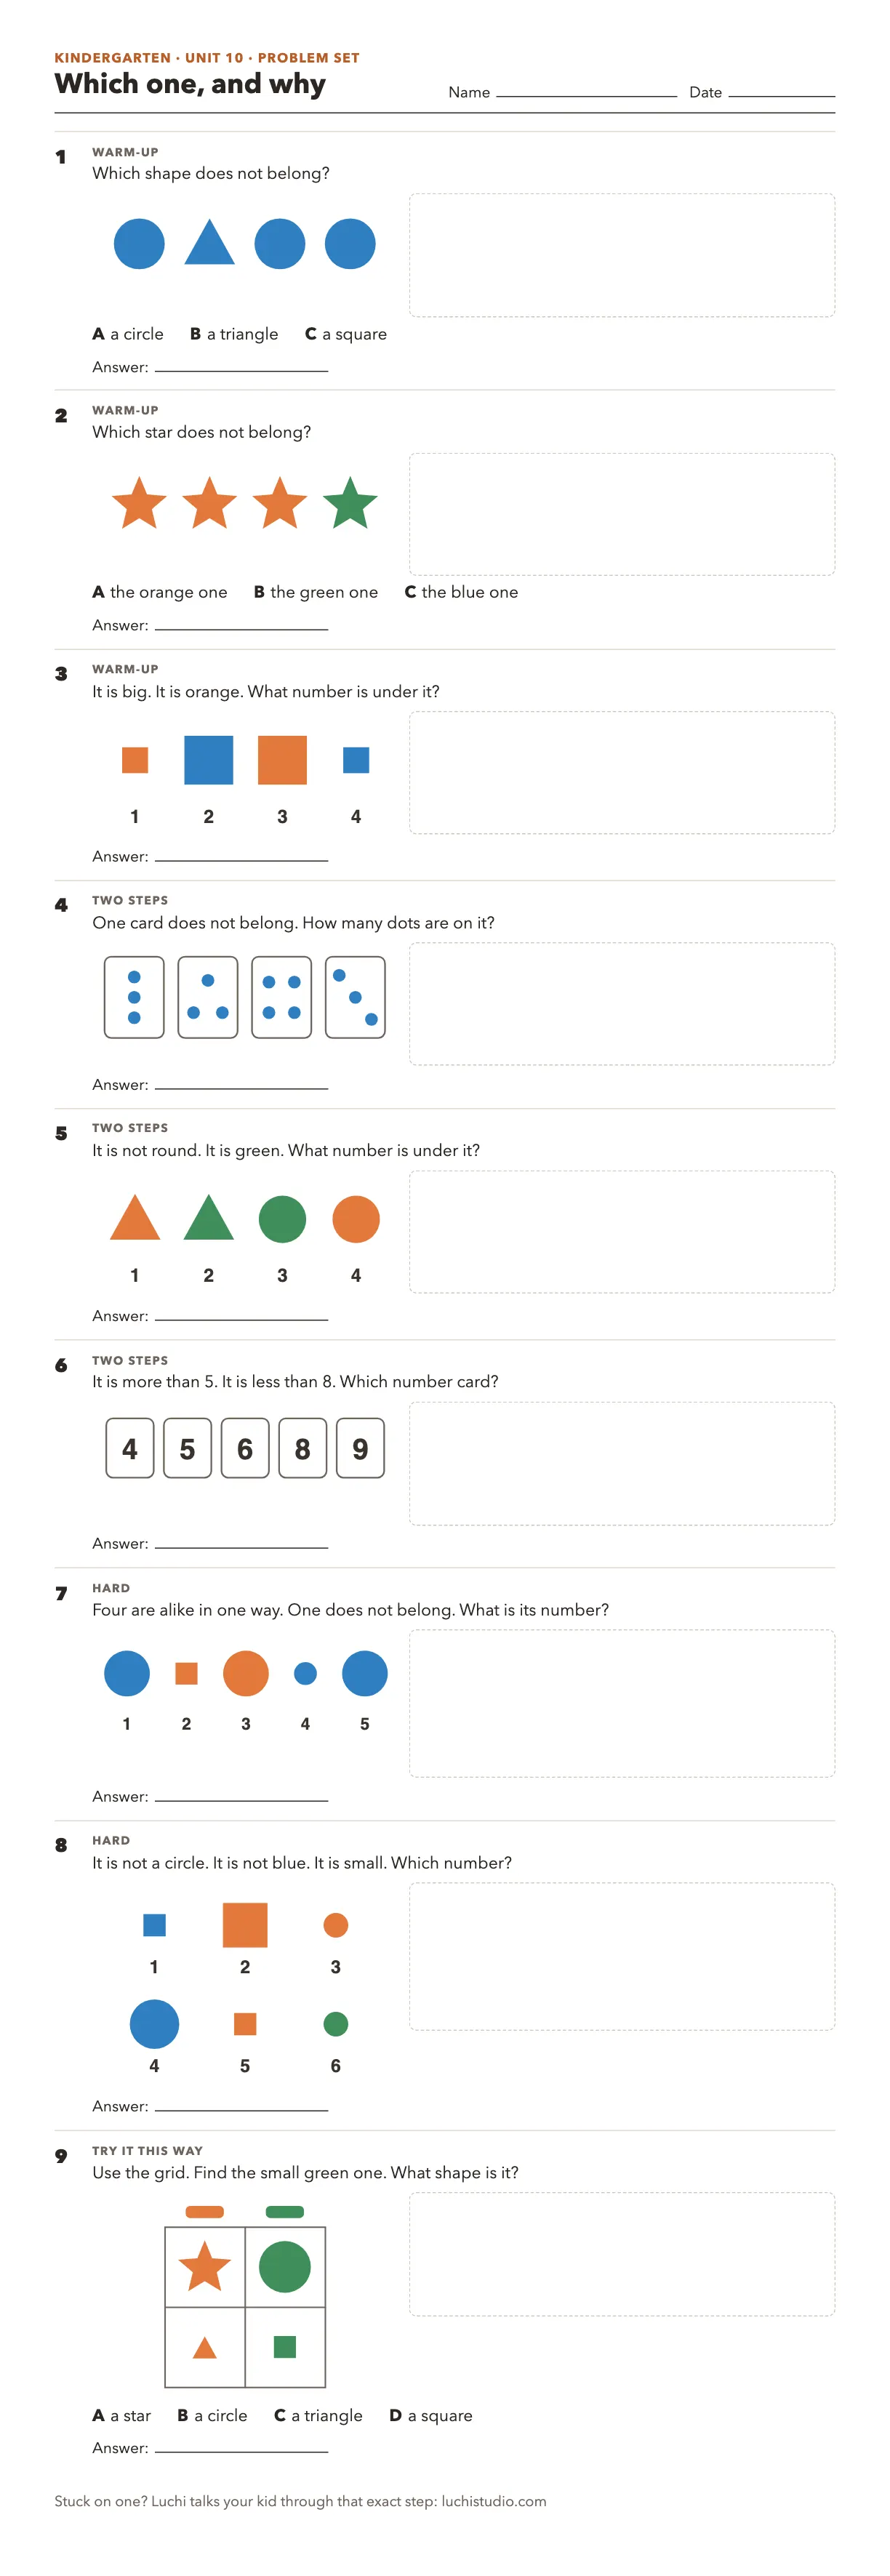 KINDERGARTEN · UNIT 10 · PROBLEM SET
Which one, and why
Name Date
1 WARM-UP
Which shape does not belong?
A a circle B a triangle C a square
Answer:
2 WARM-UP
Which star does not belong?
A the orange one B the green one C the blue one
Answer:
3 WARM-UP
It is big. It is orange. What number is under it?
1 2 3 4
Answer:
4 TWO STEPS
One card does not belong. How many dots are on it?
Answer:
5 TWO STEPS
It is not round. It is green. What number is under it?
1 2 3 4
Answer:
6 TWO STEPS
It is more than 5. It is less than 8. Which number card?
4 5 6 8 9
Answer:
7 HARD
Four are alike in one way. One does not belong. What is its number?
1 2 3 4 5
Answer:
8 HARD
It is not a circle. It is not blue. It is small. Which number?
1 2 3
4 5 6
Answer:
9 TRY IT THIS WAY
Use the grid. Find the small green one. What shape is it?
A a star B a circle C a triangle D a square
Answer:
Stuck on one? Luchi talks your kid through that exact step: luchistudio.com